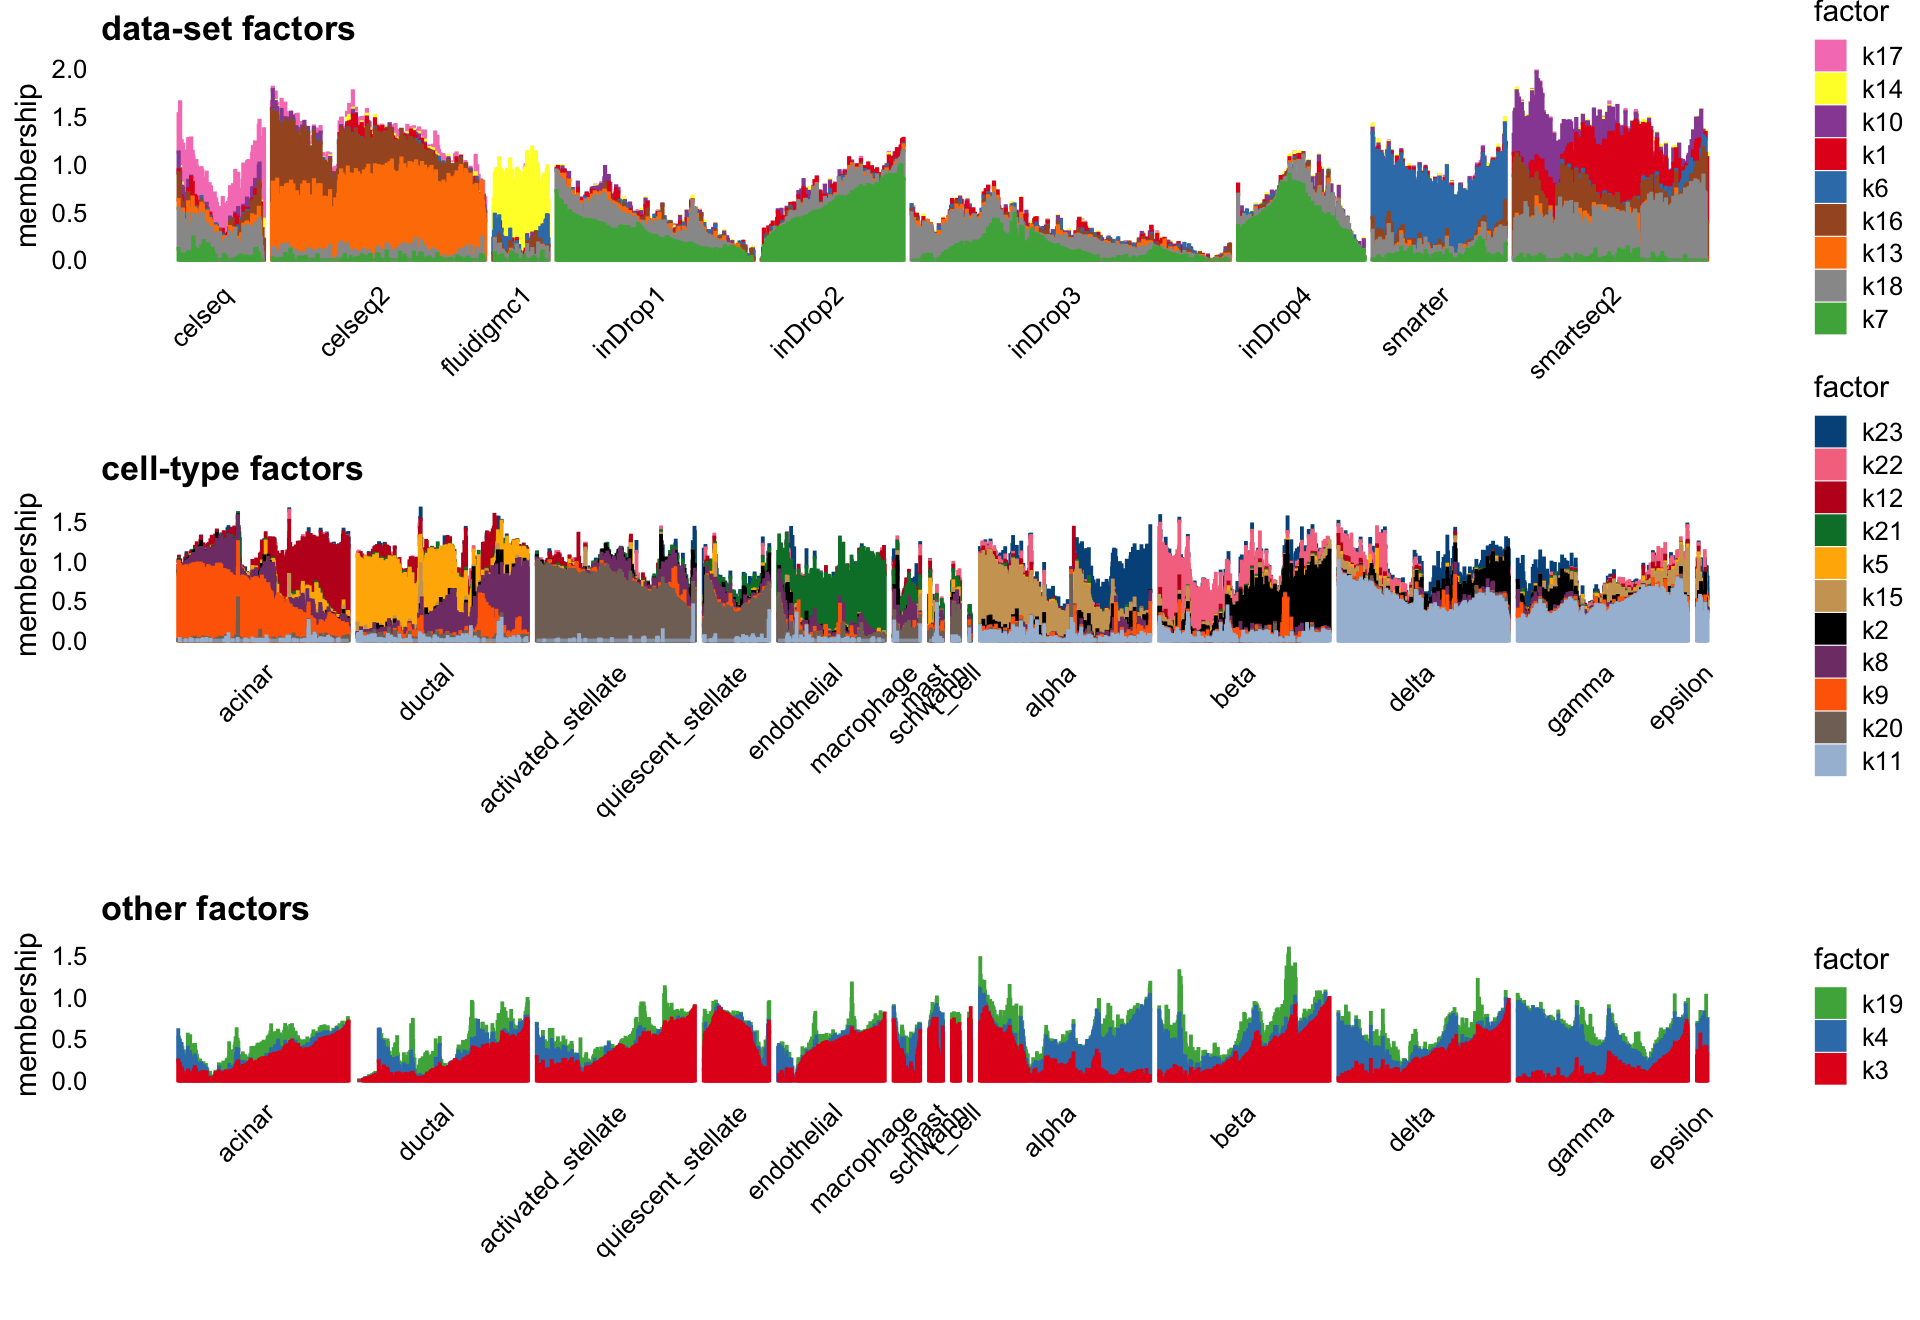 data-set factors
membership
2.0
1.5
1.0
0.5
0.0
celseq
celseq2
fluidigmc1
inDrop1
inDrop2
inDrop3
inDrop4
smarter
smartseq2
factor
k17
k14
k10
k1
k6
k16
k13
k18
k7
cell-type factors
membership
1.5
1.0
0.5
0.0
acinar
ductal
activated_stellate
quiescent_stellate
endothelial
macrophage
mast
schwann
t_cell
alpha
beta
delta
gamma
epsilon
factor
k23
k22
k12
k21
k5
k15
k2
k8
k9
k20
k11
other factors
membership
1.5
1.0
0.5
0.0
acinar
ductal
activated_stellate
quiescent_stellate
endothelial
macrophage
mast
schwann
t_cell
alpha
beta
delta
gamma
epsilon
factor
k19
k4
k3